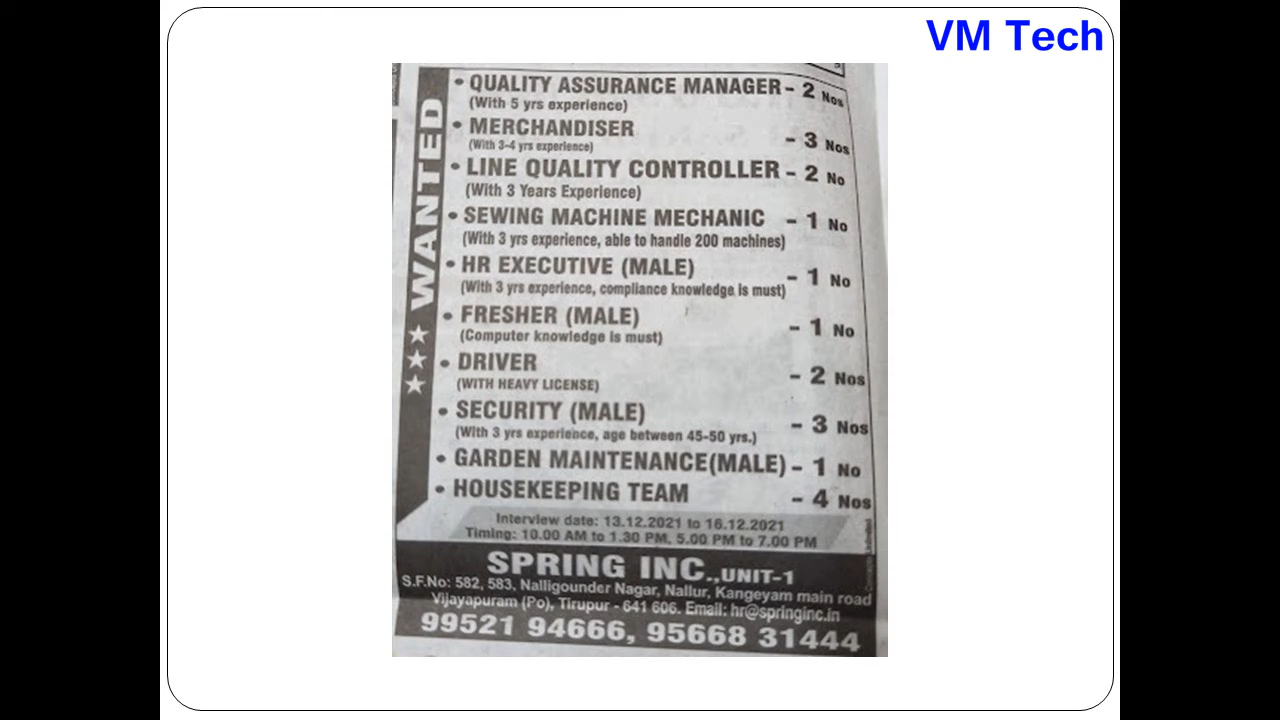 VM Tech
★★★ WANTED
• QUALITY ASSURANCE MANAGER - 2 Nos
(With 5 yrs experience)
• MERCHANDISER - 3 Nos
(With 3-4 yrs experience)
• LINE QUALITY CONTROLLER - 2 No
(With 3 Years Experience)
• SEWING MACHINE MECHANIC - 1 No
(With 3 yrs experience, able to handle 200 machines)
• HR EXECUTIVE (MALE) - 1 No
(With 3 yrs experience, compliance knowledge is must)
• FRESHER (MALE) - 1 No
(Computer knowledge is must)
• DRIVER - 2 Nos
(WITH HEAVY LICENSE)
• SECURITY (MALE) - 3 Nos
(With 3 yrs experience, age between 45-50 yrs.)
• GARDEN MAINTENANCE(MALE) - 1 No
• HOUSEKEEPING TEAM - 4 Nos
Interview date: 13.12.2021 to 16.12.2021
Timing: 10.00 AM to 1.30 PM, 5.00 PM to 7.00 PM
SPRING INC.,UNIT-1
S.F.No: 582, 583, Nalligounder Nagar, Nallur, Kangeyam main road
Vijayapuram (Po), Tirupur - 641 606. Email: hr@springinc.in
99521 94666, 95668 31444